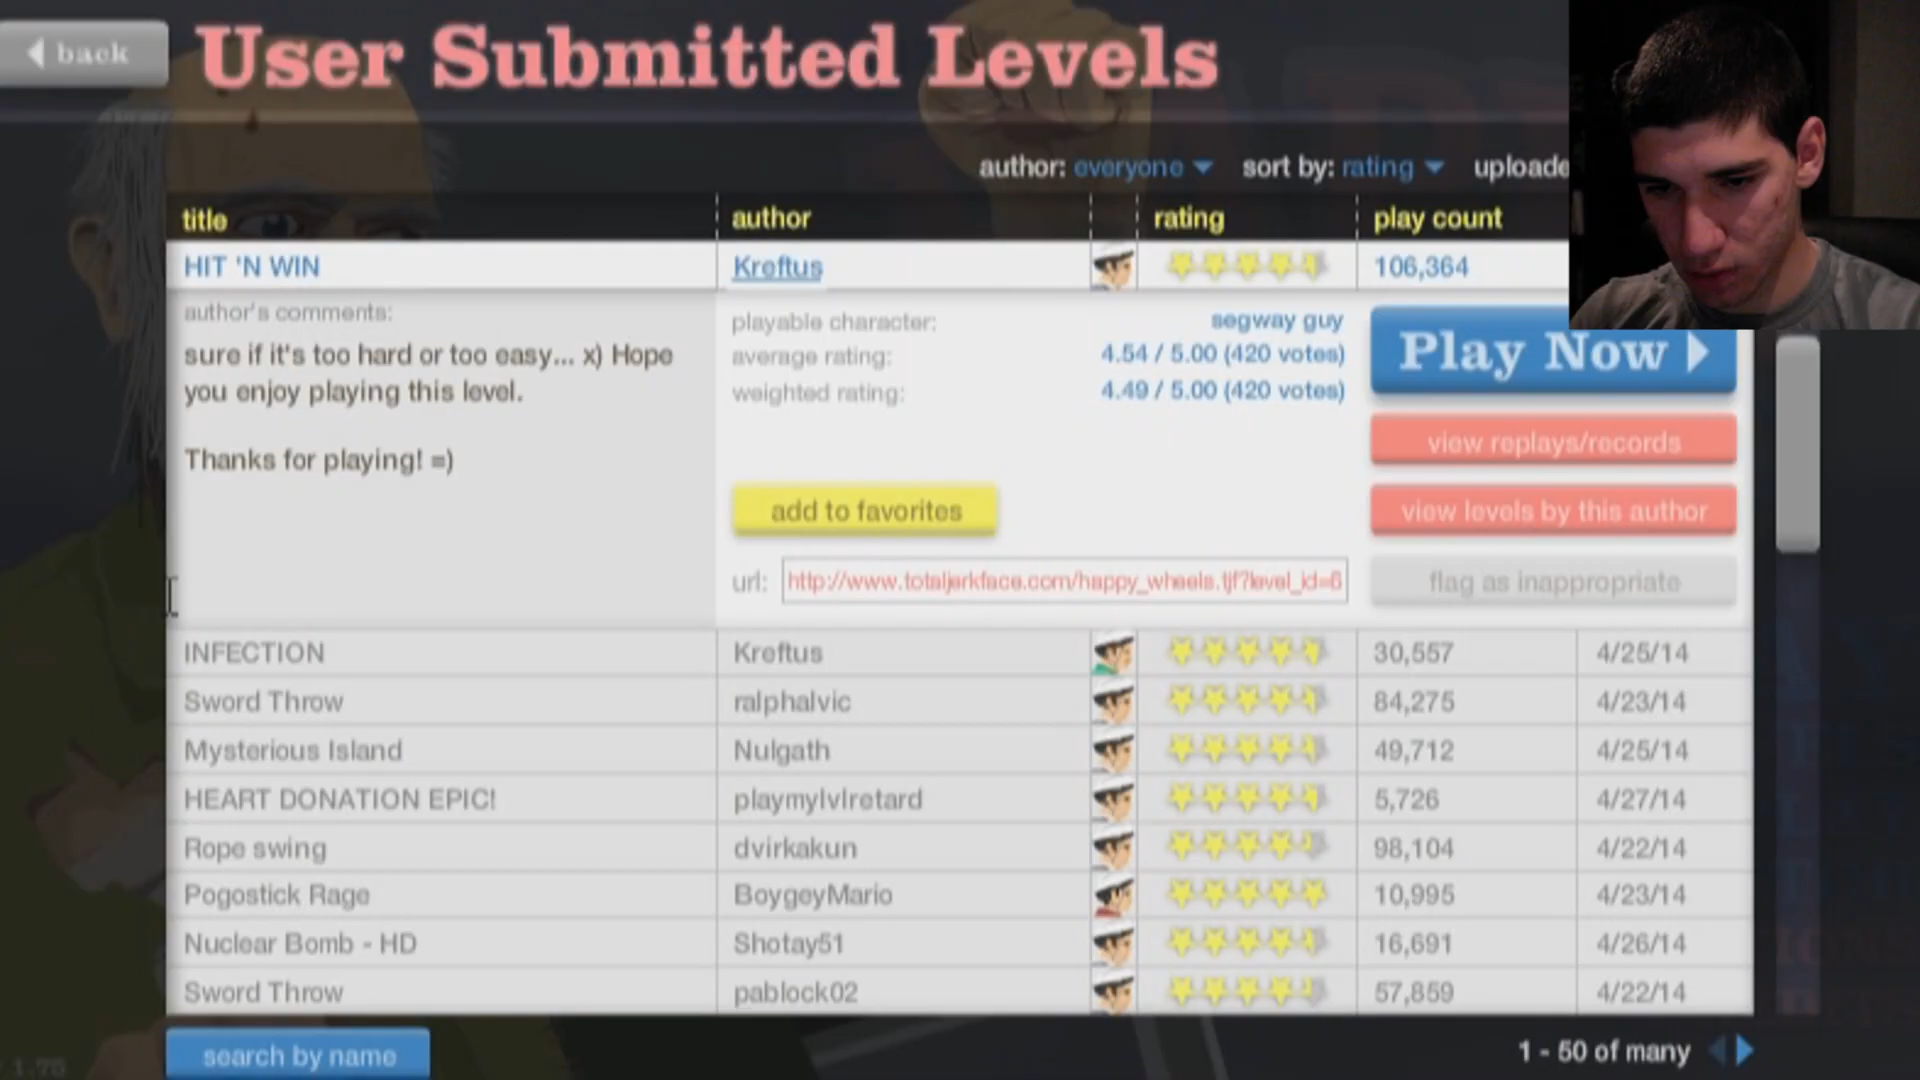 back
User Submitted Levels
author: everyone sort by: rating uploade
title author rating play count
HIT 'N WIN Kreftus 106,364
author's comments:
sure if it's too hard or too easy... x) Hope
you enjoy playing this level.
Thanks for playing! =)
playable character: segway guy
average rating: 4.54 / 5.00 (420 votes)
weighted rating: 4.49 / 5.00 (420 votes)
add to favorites
url: http://www.totaljerkface.com/happy_wheels.tjf?level_id=6
Play Now
view replays/records
view levels by this author
flag as inappropriate
INFECTION Kreftus 30,557 4/25/14
Sword Throw ralphalvic 84,275 4/23/14
Mysterious Island Nulgath 49,712 4/25/14
HEART DONATION EPIC! playmylvlretard 5,726 4/27/14
Rope swing dvirkakun 98,104 4/22/14
Pogostick Rage BoygeyMario 10,995 4/23/14
Nuclear Bomb - HD Shotay51 16,691 4/26/14
Sword Throw pablock02 57,859 4/22/14
search by name
1 - 50 of many
1.75